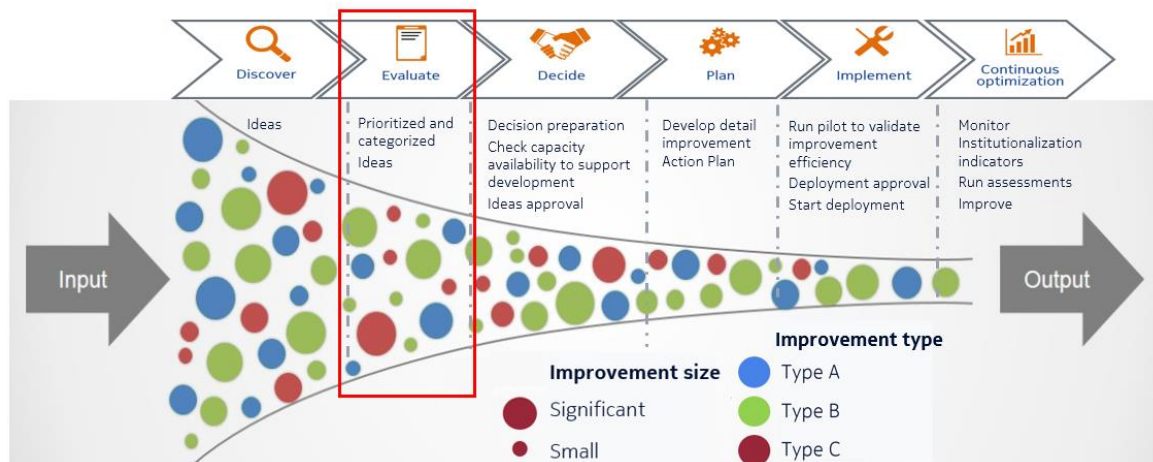 Discover
Evaluate
Decide
Plan
Implement
Continuous
optimization
Ideas
Prioritized and
categorized
Ideas
Decision preparation
Check capacity
availability to support
development
Ideas approval
Develop detail
improvement
Action Plan
Run pilot to validate
improvement
efficiency
Deployment approval
Start deployment
Monitor
Institutionalization
indicators
Run assessments
Improve
Input
Output
Improvement size
Significant
Small
Improvement type
Type A
Type B
Type C